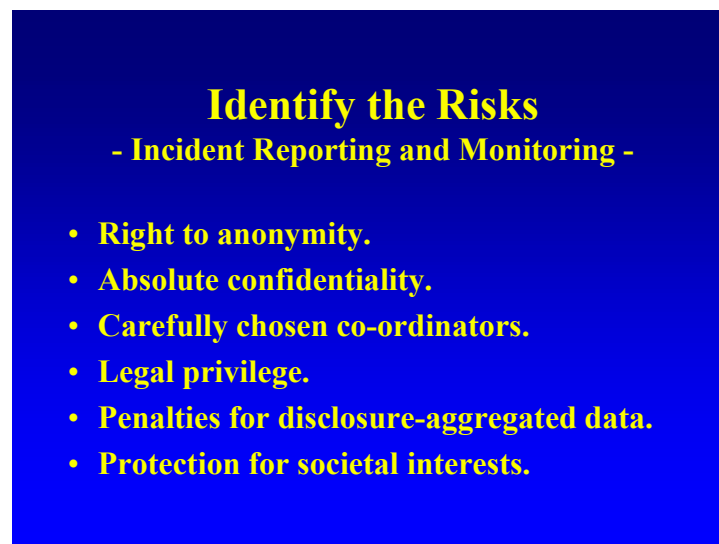 Identify the Risks
- Incident Reporting and Monitoring -
• Right to anonymity.
• Absolute confidentiality.
• Carefully chosen co-ordinators.
• Legal privilege.
• Penalties for disclosure-aggregated data.
• Protection for societal interests.